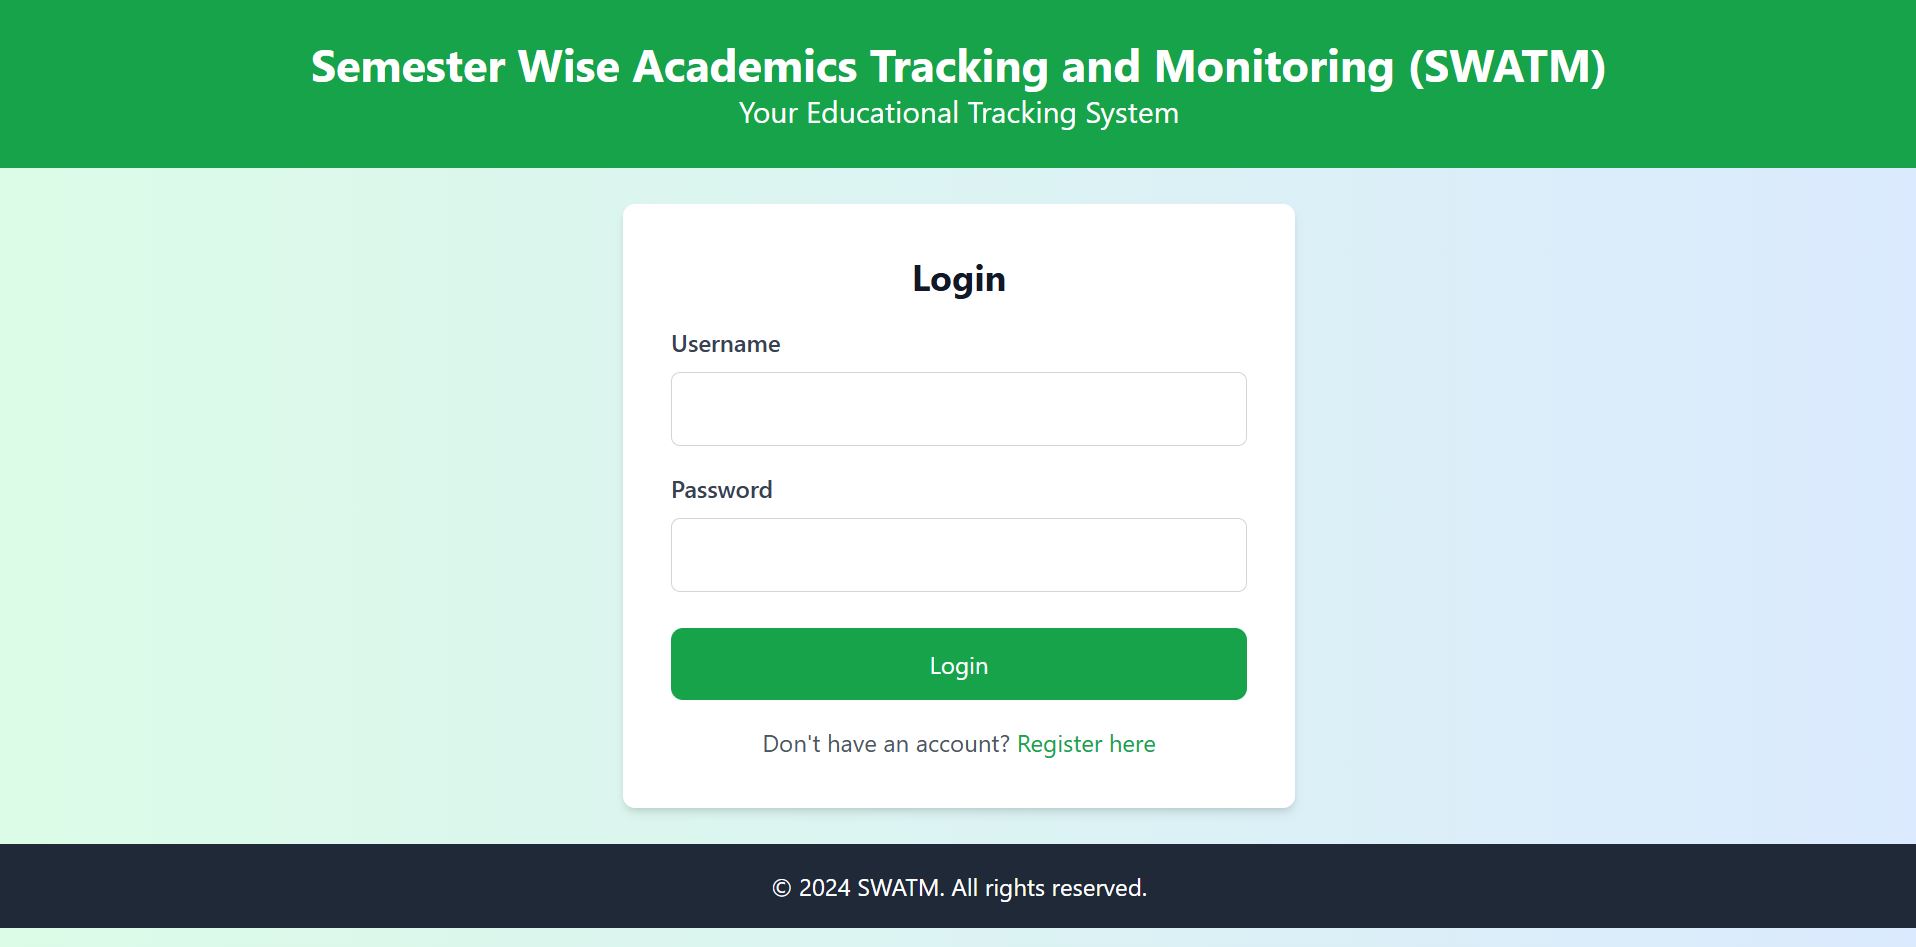 Semester Wise Academics Tracking and Monitoring (SWATM)
Your Educational Tracking System
Login
Username
Password
Login
Don't have an account? Register here
© 2024 SWATM. All rights reserved.